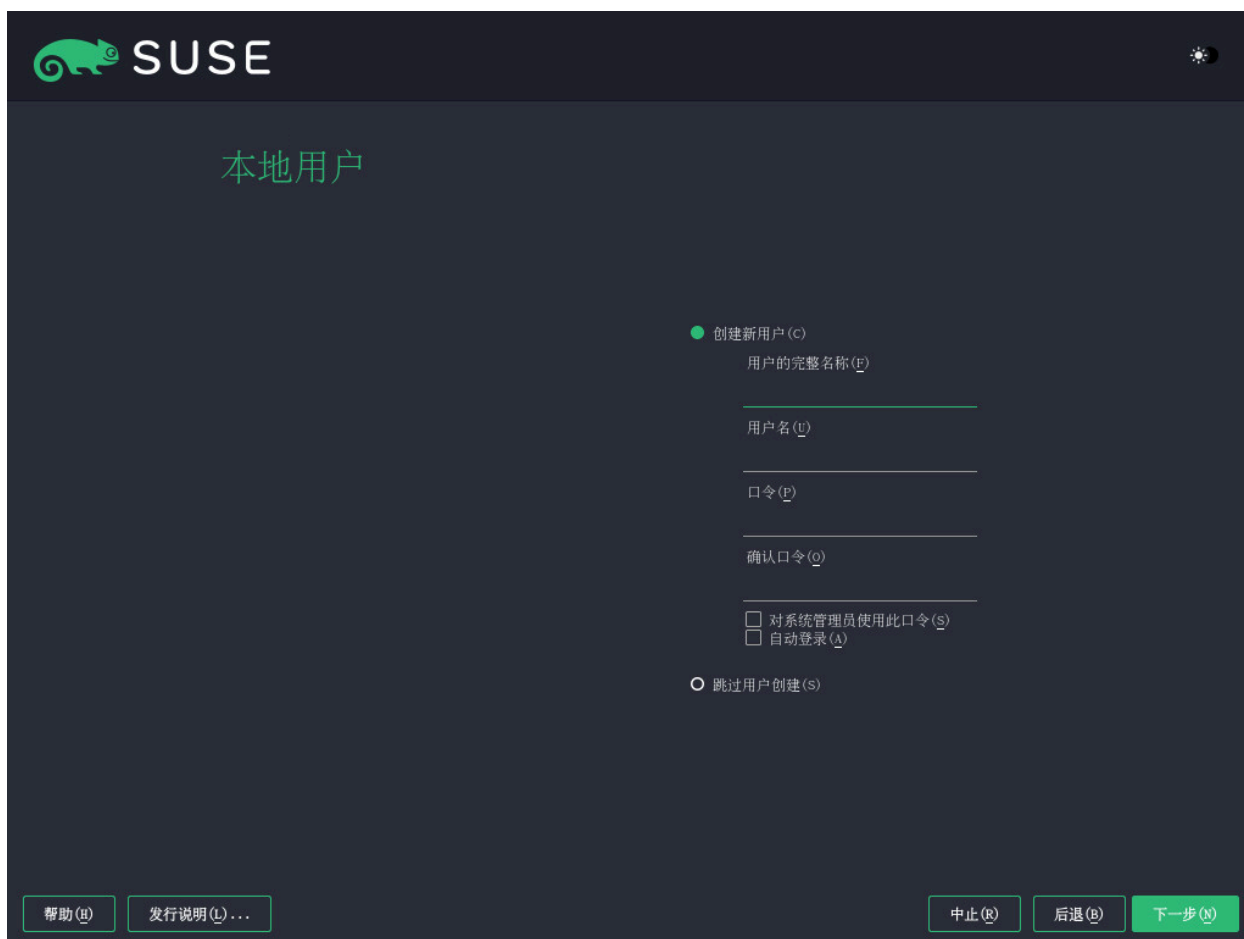 SUSE
本地用户
创建新用户(C)
用户的完整名称(F)
用户名(U)
口令(P)
确认口令(O)
对系统管理员使用此口令(S)
自动登录(A)
跳过用户创建(S)
帮助(H) 发行说明(L)... 中止(R) 后退(B) 下一步(N)